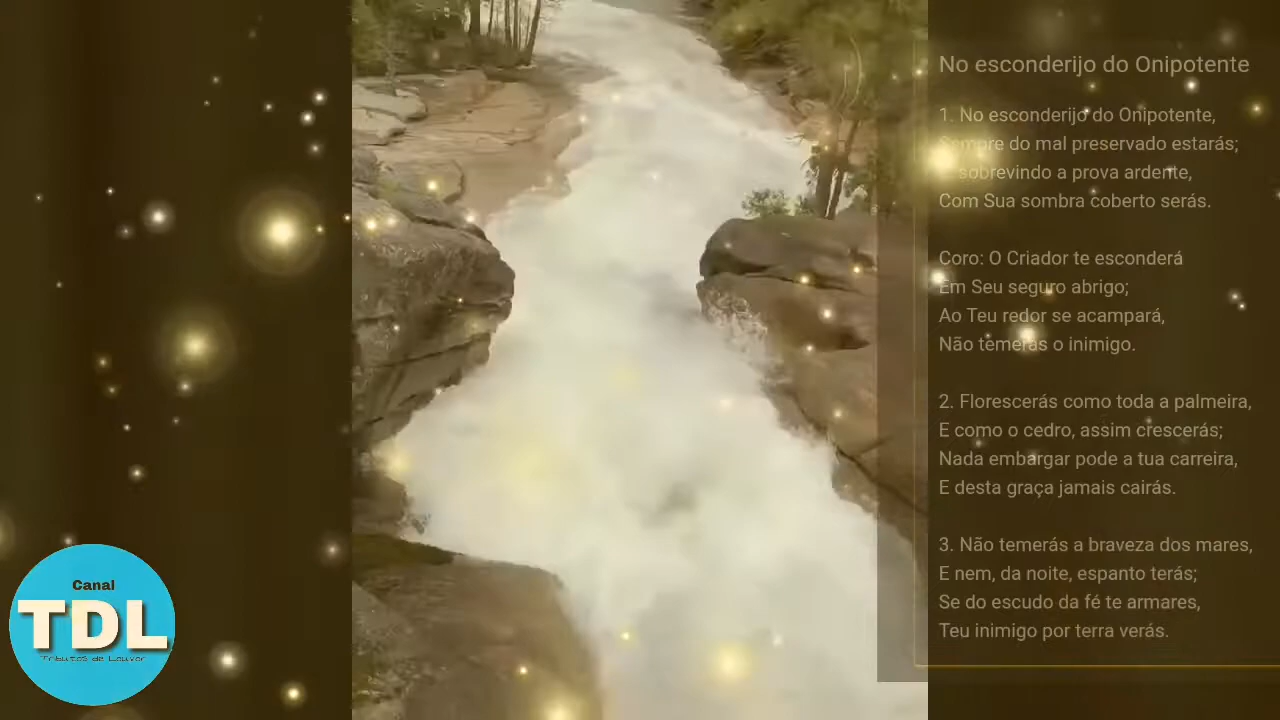 No esconderijo do Onipotente
1. No esconderijo do Onipotente,
Sempre do mal preservado estarás;
sobrevindo a prova ardente,
Com Sua sombra coberto serás.
Coro: O Criador te esconderá
Em Seu seguro abrigo;
Ao Teu redor se acampará,
Não temerás o inimigo.
2. Florescerás como toda a palmeira,
E como o cedro, assim crescerás;
Nada embargar pode a tua carreira,
E desta graça jamais cairás.
3. Não temerás a braveza dos mares,
E nem, da noite, espanto terás;
Se do escudo da fé te armares,
Teu inimigo por terra verás.
Canal
TDL
Tributos de Louvor